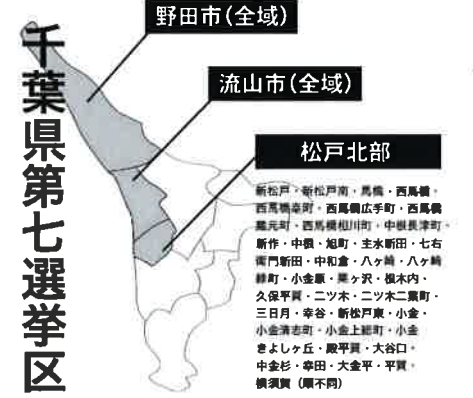 千葉県第七選挙区
野田市(全域)
流山市(全域)
松戸北部
新松戸・新松戸南・馬橋・西馬橋・
西馬橋幸町・西馬橋広手町・西馬橋
蔵元町・西馬橋相川町・中根長津町・
新作・中根・旭町・主水新田・七右
衛門新田・中和倉・八ヶ崎・八ヶ崎
緑町・小金原・栗ヶ沢・根木内・
久保平賀・二ツ木・二ツ木二葉町・
三日月・幸谷・新松戸東・小金・
小金清志町・小金上総町・小金
きよしヶ丘・殿平賀・大谷口・
中金杉・幸田・大金平・平賀・
横須賀(順不同)